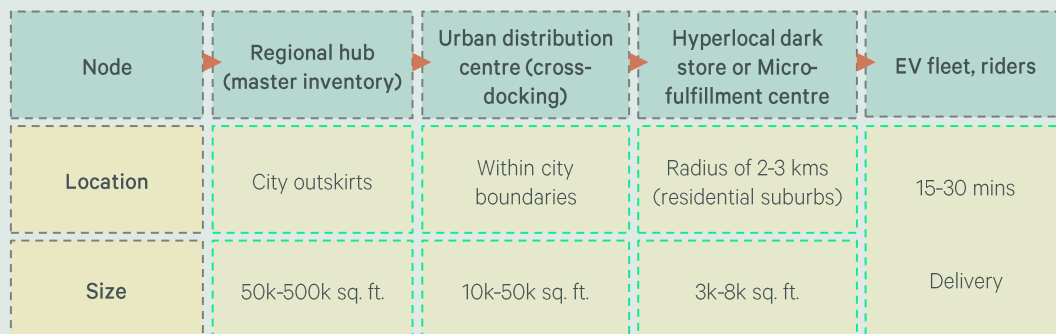 Node
Regional hub
(master inventory)
Urban distribution
centre (cross-
docking)
Hyperlocal dark
store or Micro-
fulfillment centre
EV fleet, riders
Location
City outskirts
Within city
boundaries
Radius of 2-3 kms
(residential suburbs)
15-30 mins
Size
50k-500k sq. ft.
10k-50k sq. ft.
3k-8k sq. ft.
Delivery